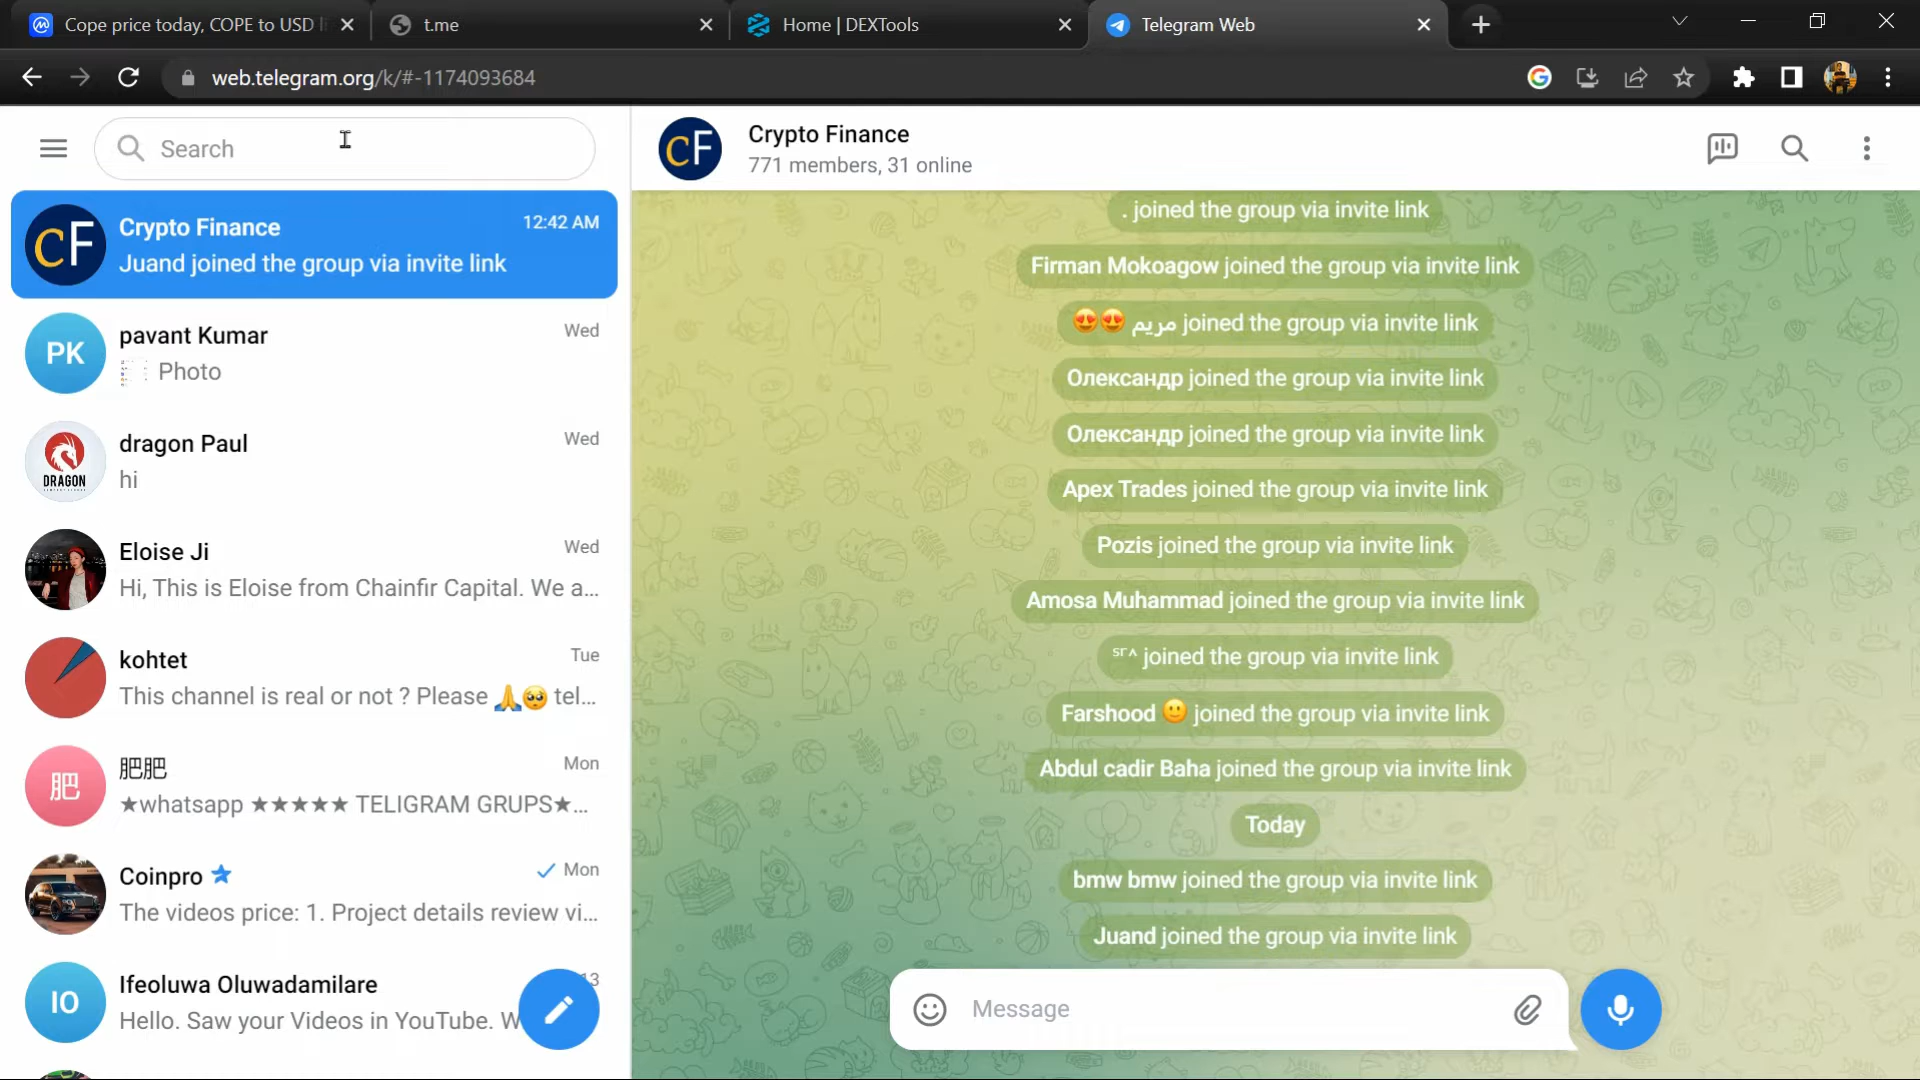 Cope price today, COPE to USD li
t.me
Home | DEXTools
Telegram Web
web.telegram.org/k/#-1174093684
Search
Crypto Finance
771 members, 31 online
Crypto Finance
12:42 AM
Juand joined the group via invite link
pavant Kumar
Wed
Photo
dragon Paul
Wed
hi
DRAGON
Eloise Ji
Wed
Hi, This is Eloise from Chainfir Capital. We a...
kohtet
Tue
This channel is real or not ? Please 🙏🥺 tel...
肥肥
Mon
★whatsapp ★★★★★ TELIGRAM GRUPS★...
Coinpro
Mon
The videos price: 1. Project details review vi...
Ifeoluwa Oluwadamilare
13
Hello. Saw your Videos in YouTube. W
CF
PK
肥
IO
CF
. joined the group via invite link
Firman Mokoagow joined the group via invite link
😍😍 مريم joined the group via invite link
Олександр joined the group via invite link
Олександр joined the group via invite link
Apex Trades joined the group via invite link
Pozis joined the group via invite link
Amosa Muhammad joined the group via invite link
joined the group via invite link
Farshood 🙂 joined the group via invite link
Abdul cadir Baha joined the group via invite link
Today
bmw bmw joined the group via invite link
Juand joined the group via invite link
Message